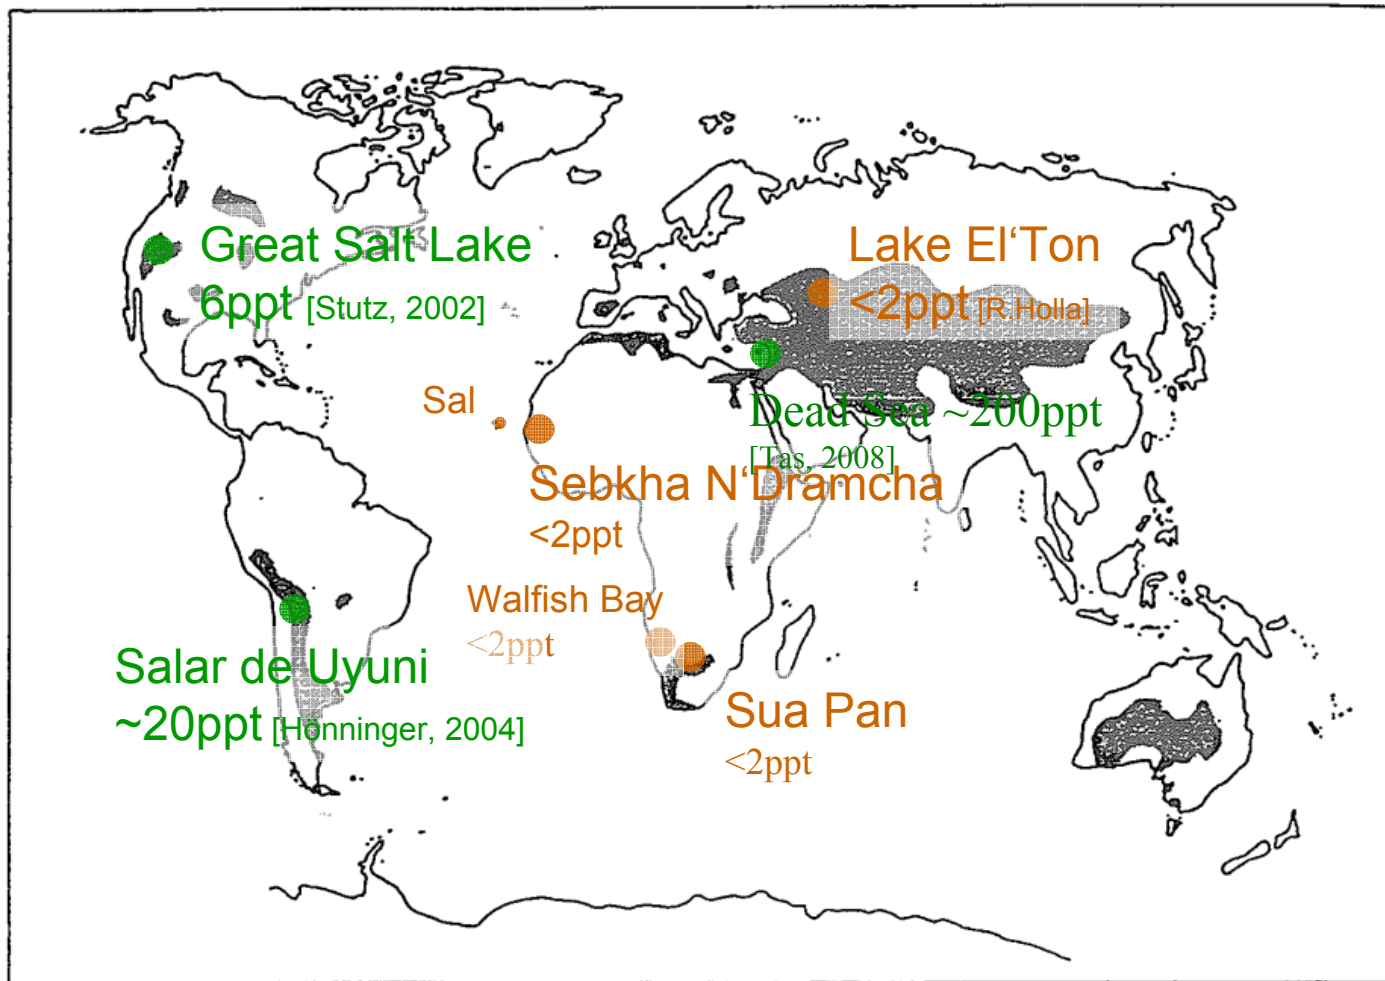 Great Salt Lake
6ppt [Stutz, 2002]
Lake El‘Ton
<2ppt [R.Holla]
Sal
Dead Sea ~200ppt
[Tas, 2008]
Sebkha N‘Dramcha
<2ppt
Walfish Bay
<2ppt
Salar de Uyuni
~20ppt [Hönninger, 2004]
Sua Pan
<2ppt